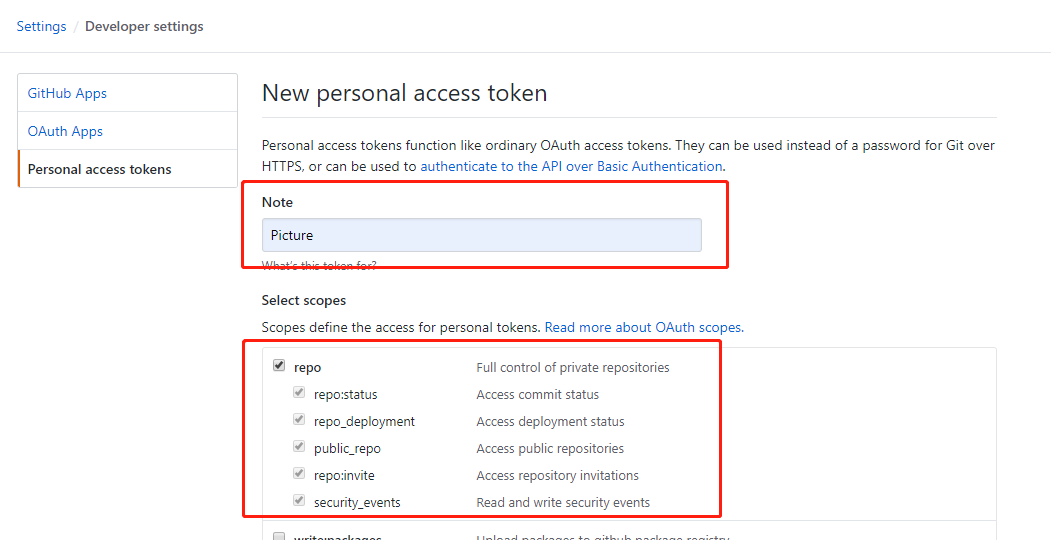 Settings / Developer settings
GitHub Apps
OAuth Apps
Personal access tokens
New personal access token
Personal access tokens function like ordinary OAuth access tokens. They can be used instead of a password for Git over
HTTPS, or can be used to authenticate to the API over Basic Authentication.
Note
Picture
What's this token for?
Select scopes
Scopes define the access for personal tokens. Read more about OAuth scopes.
repo Full control of private repositories
repo:status Access commit status
repo_deployment Access deployment status
public_repo Access public repositories
repo:invite Access repository invitations
security_events Read and write security events
write:packages Upload packages to github package registry